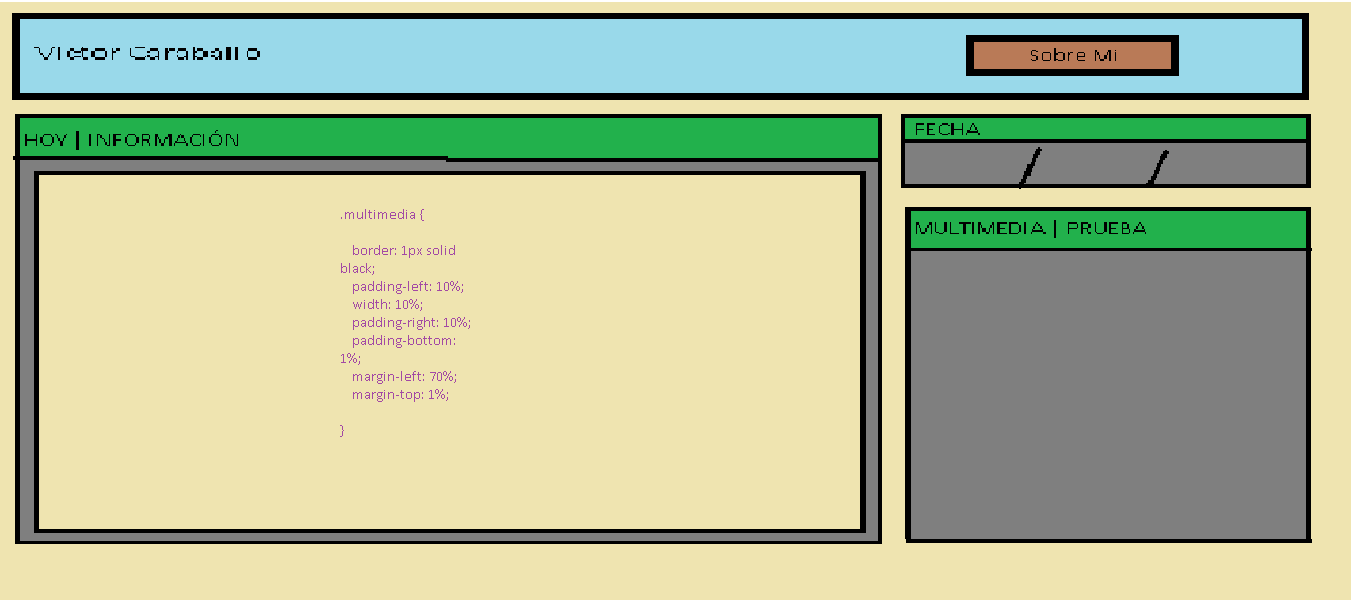 Victor Caraballo
Sobre Mi
HOY | INFORMACIÓN
FECHA
/ /
MULTIMEDIA | PRUEBA
.multimedia {
border: 1px solid
black;
padding-left: 10%;
width: 10%;
padding-right: 10%;
padding-bottom:
1%;
margin-left: 70%;
margin-top: 1%;
}